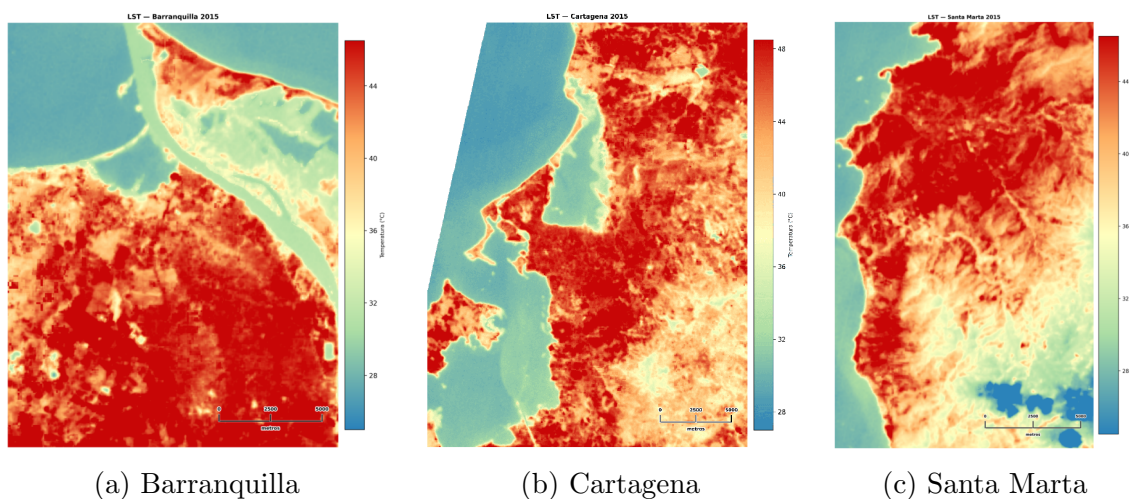 LST — Barranquilla 2015
44
40
36
32
28
Temperatura (°C)
0 2500 5000
metros
(a) Barranquilla
LST — Cartagena 2015
48
44
40
36
32
28
Temperatura (°C)
0 2500 5000
metros
(b) Cartagena
LST — Santa Marta 2015
44
40
36
32
28
0 2500 5000
metros
(c) Santa Marta